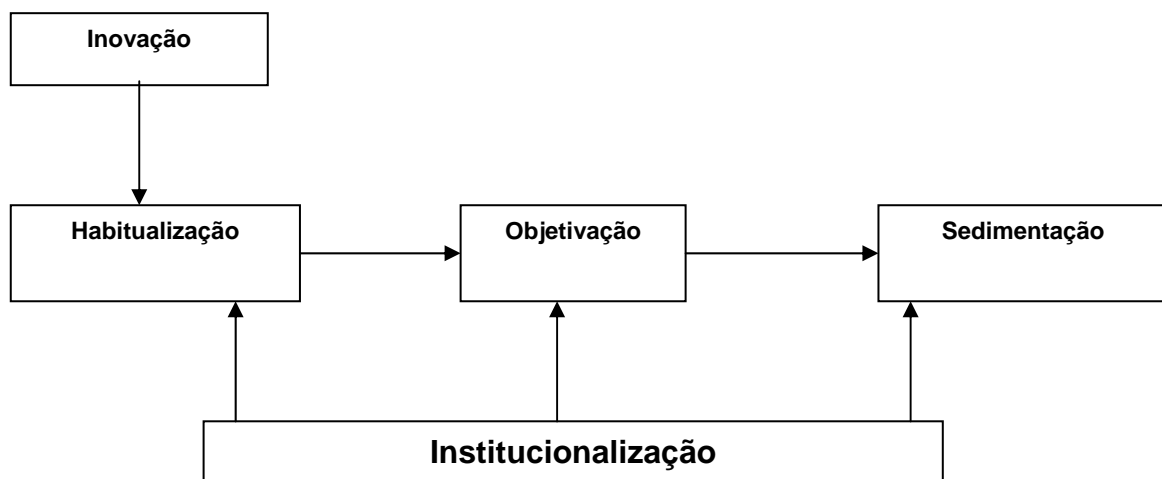 Inovação
Habitualização
Objetivação
Sedimentação
Institucionalização